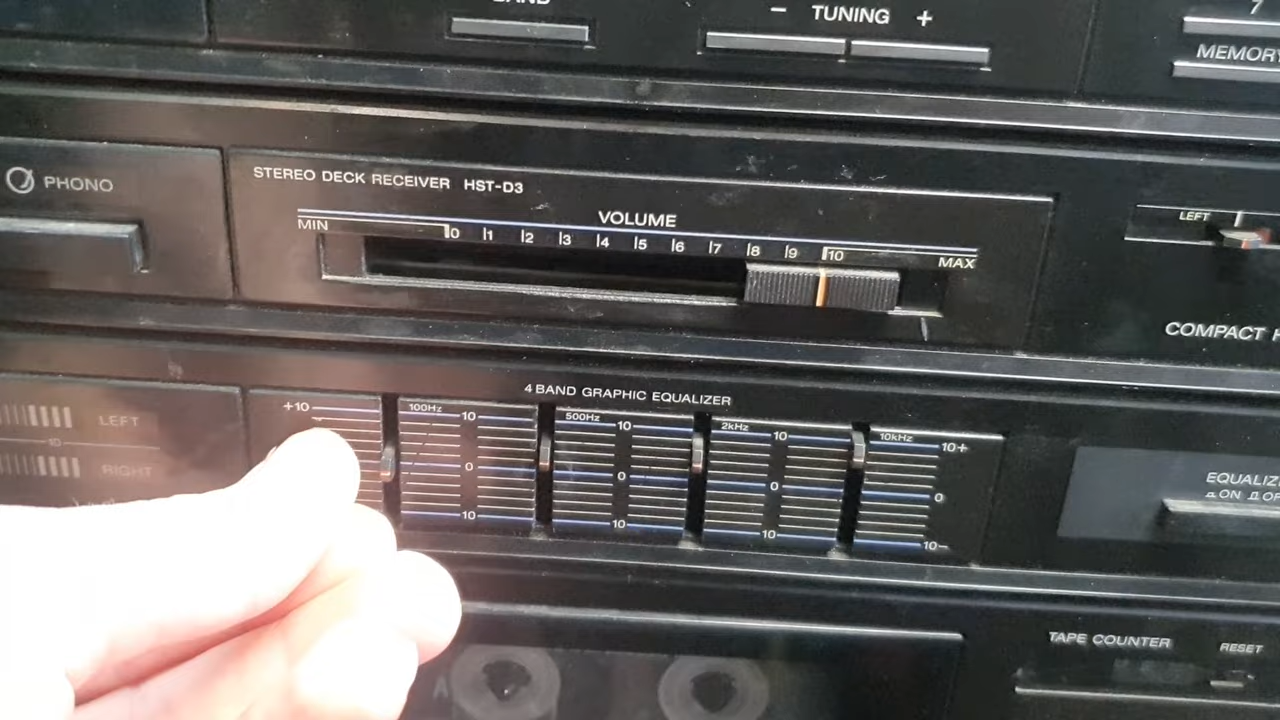 BAND
− TUNING +
7
MEMORY
PHONO
STEREO DECK RECEIVER HST-D3
VOLUME
MIN
0 1 2 3 4 5 6 7 8 9 10
MAX
LEFT
COMPACT
4 BAND GRAPHIC EQUALIZER
+10 100Hz 10 500Hz 10 2kHz 10 10kHz 10+
0 0 0 0
10 10 10 10−
LEFT
10
RIGHT
ON OFF
TAPE COUNTER
RESET
A